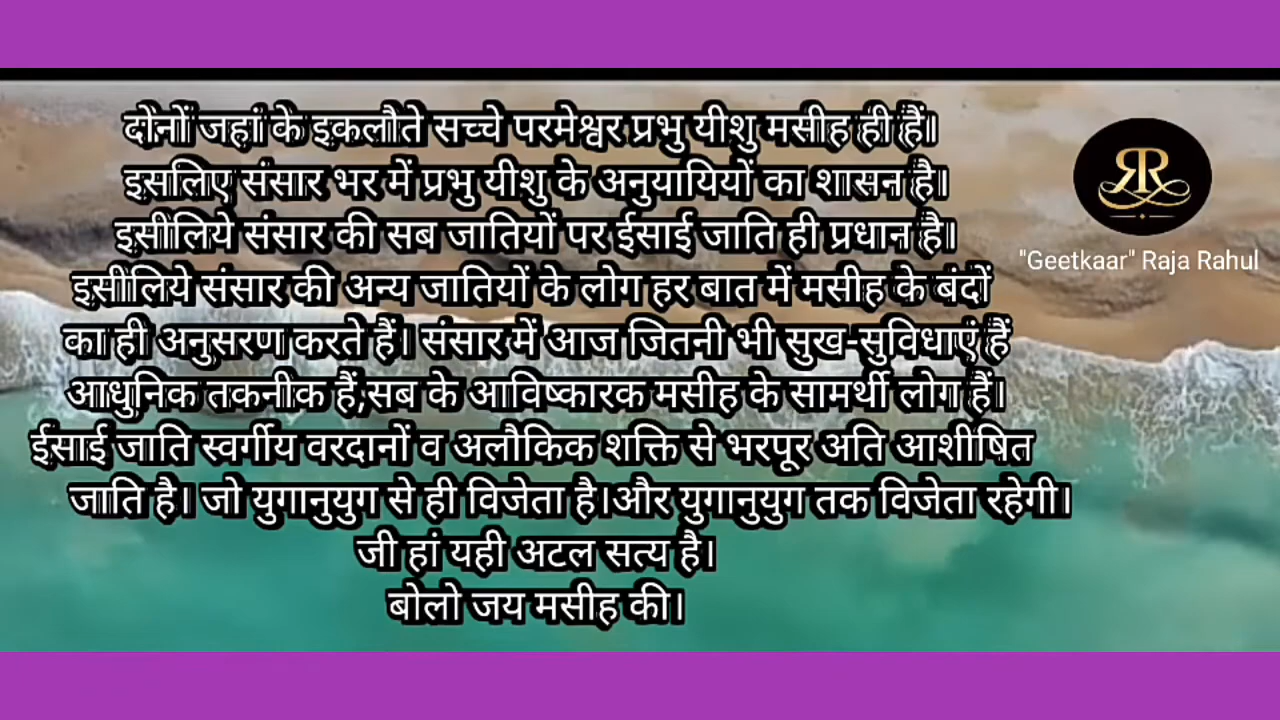 दोनों जहां के इकलौते सच्चे परमेश्वर प्रभु यीशु मसीह ही हैं।
इसलिए संसार भर में प्रभु यीशु के अनुयायियों का शासन है।
इसीलिये संसार की सब जातियों पर ईसाई जाति ही प्रधान है।
इसीलिये संसार की अन्य जातियों के लोग हर बात में मसीह के बंदों
का ही अनुसरण करते हैं। संसार में आज जितनी भी सुख-सुविधाएं हैं
आधुनिक तकनीक हैं,सब के आविष्कारक मसीह के सामर्थी लोग हैं।
ईसाई जाति स्वर्गीय वरदानों व अलौकिक शक्ति से भरपूर अति आशीषित
जाति है। जो युगानुयुग से ही विजेता है।और युगानुयुग तक विजेता रहेगी।
जी हां यही अटल सत्य है।
बोलो जय मसीह की।
RR
"Geetkaar" Raja Rahul